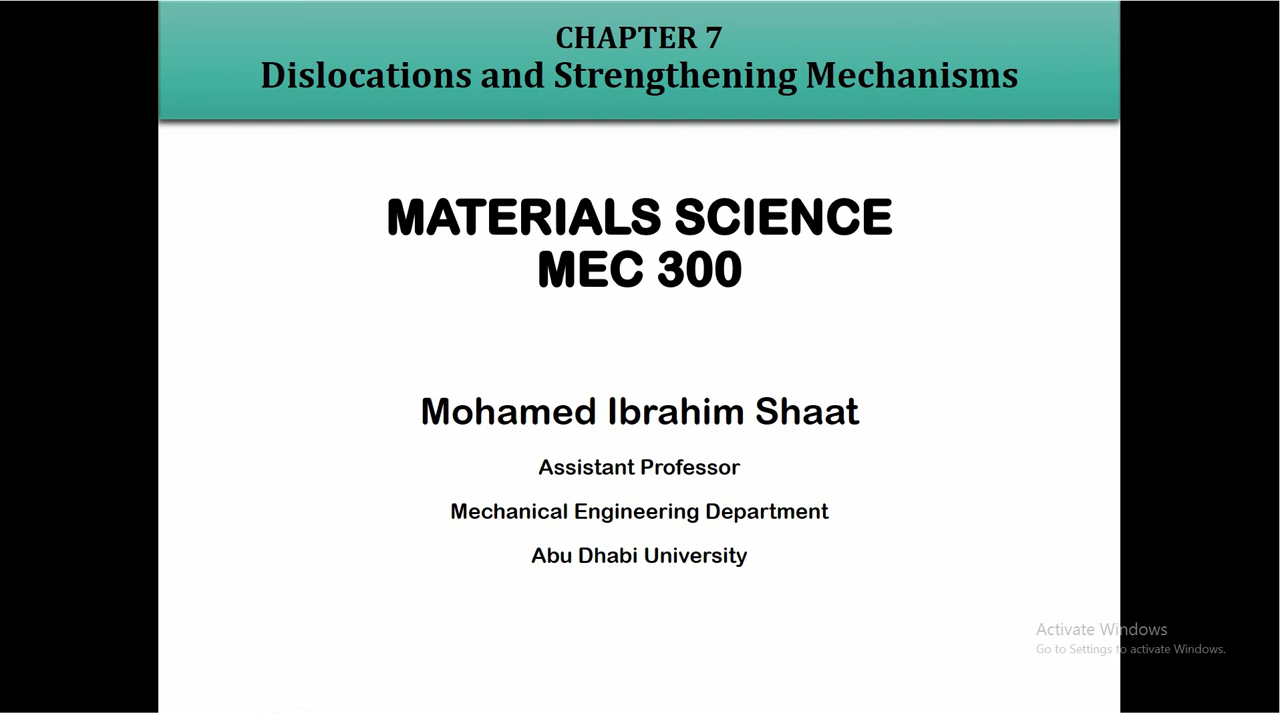 CHAPTER 7
Dislocations and Strengthening Mechanisms
MATERIALS SCIENCE
MEC 300
Mohamed Ibrahim Shaat
Assistant Professor
Mechanical Engineering Department
Abu Dhabi University
Activate Windows
Go to Settings to activate Windows.